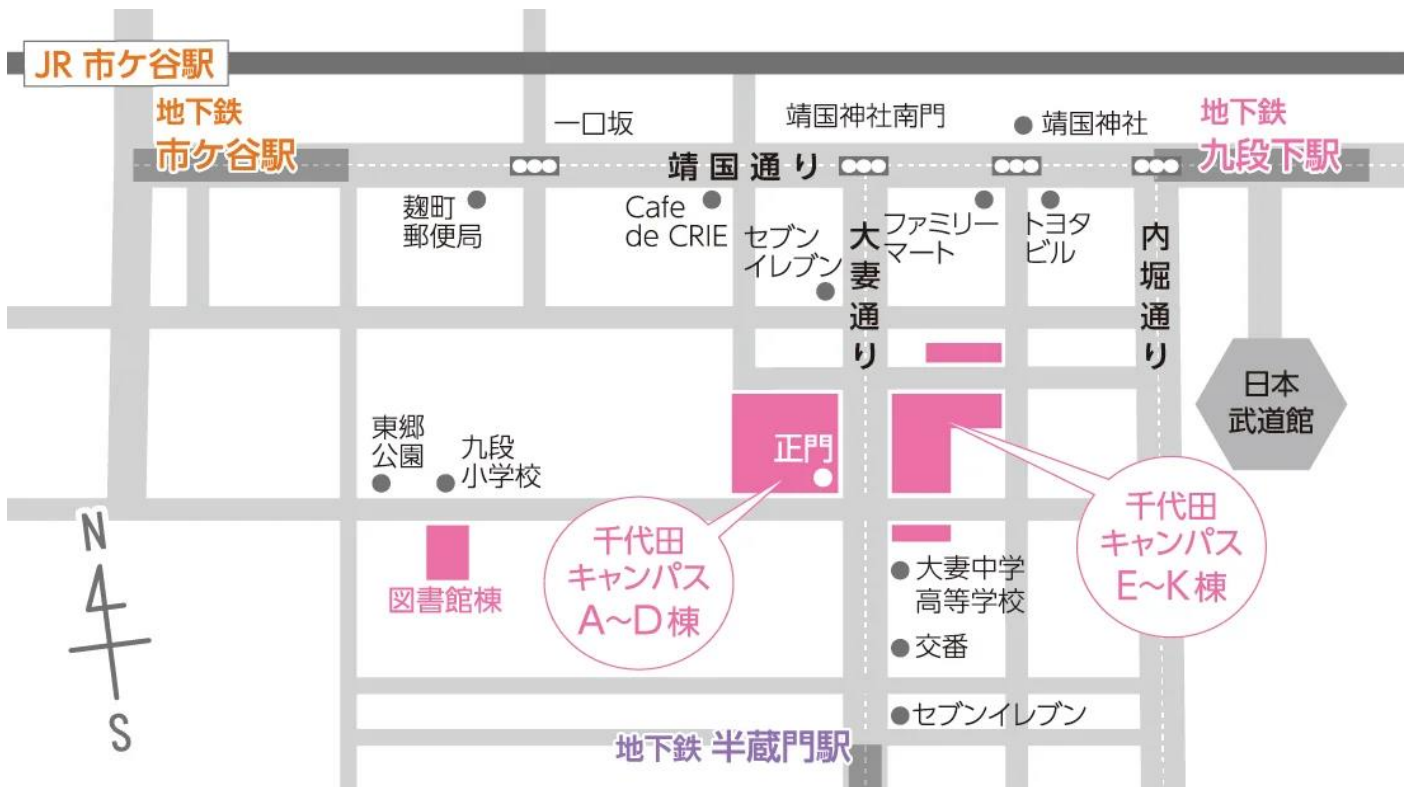 JR 市ケ谷駅
地下鉄
市ケ谷駅
一口坂
靖国神社南門
靖国神社
地下鉄
九段下駅
靖国通り
麹町
郵便局
Cafe
de CRIE
セブン
イレブン
大妻通り
ファミリー
マート
トヨタ
ビル
内堀通り
日本
武道館
東郷
公園
九段
小学校
正門
千代田
キャンパス
A〜D棟
千代田
キャンパス
E〜K棟
図書館棟
大妻中学
高等学校
交番
セブンイレブン
地下鉄 半蔵門駅
N
S